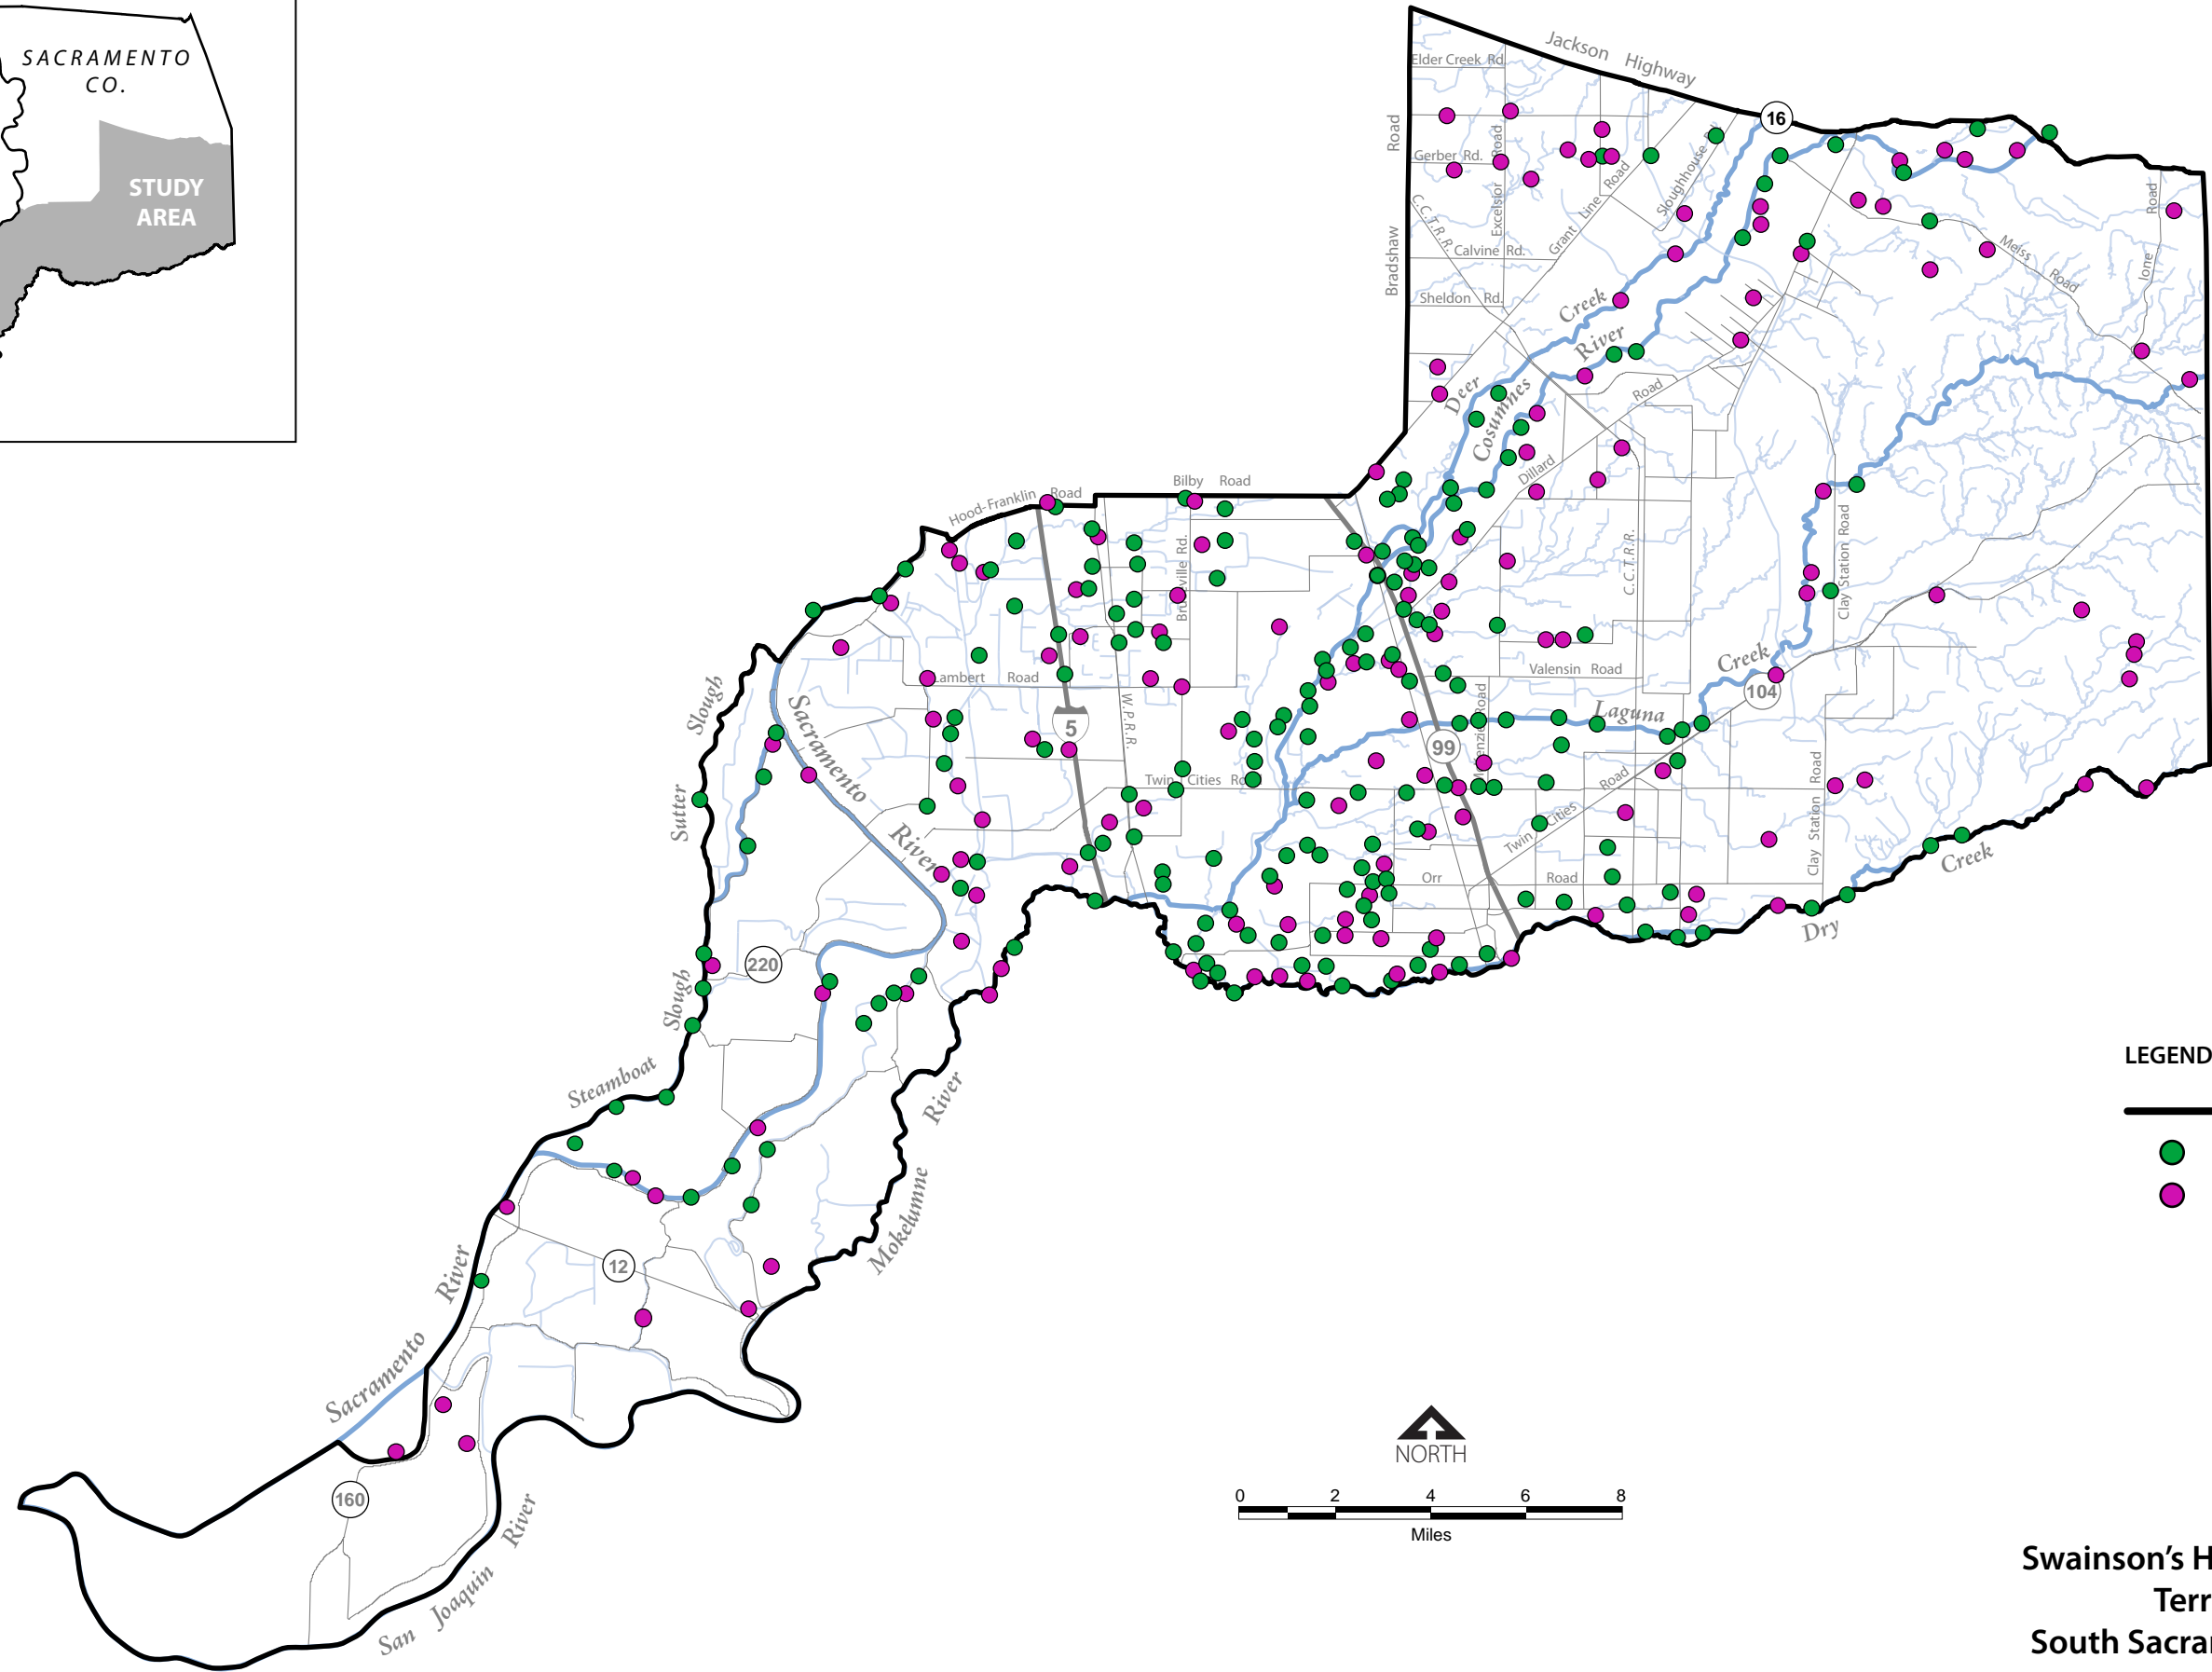 SACRAMENTO
CO.
STUDY
AREA
Jackson Highway
Elder Creek Rd.
16
Road
Bradshaw
Gerber Rd.
Excelsior Road
Sloughhouse
Grant Line Road
C.C.T.R.R.
Calvine Rd.
Sheldon Rd.
Meiss Road
Ione Road
Deer Creek
Cosumnes River
Dillard Road
Hood-Franklin Road
Bilby Road
C.C.T.R.R.
Clay Station Road
Lambert Road
Valensin Road
Laguna Creek
104
W.P.R.R.
5
99
Sutter Slough
Sacramento River
Twin Cities
Twin Cities Road
Clay Station Road
Orr Road
Dry Creek
220
Steamboat Slough
Mokelumne River
12
Sacramento River
160
San Joaquin River
LEGEND
NORTH
0 2 4 6 8
Miles
Swainson's H
Terr
South Sacra